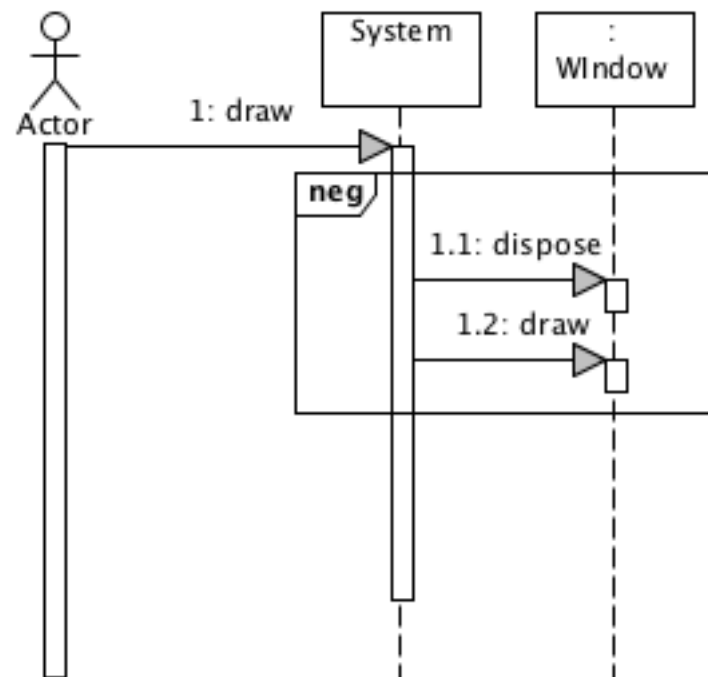 System
:
WIndow
Actor
1: draw
neg
1.1: dispose
1.2: draw